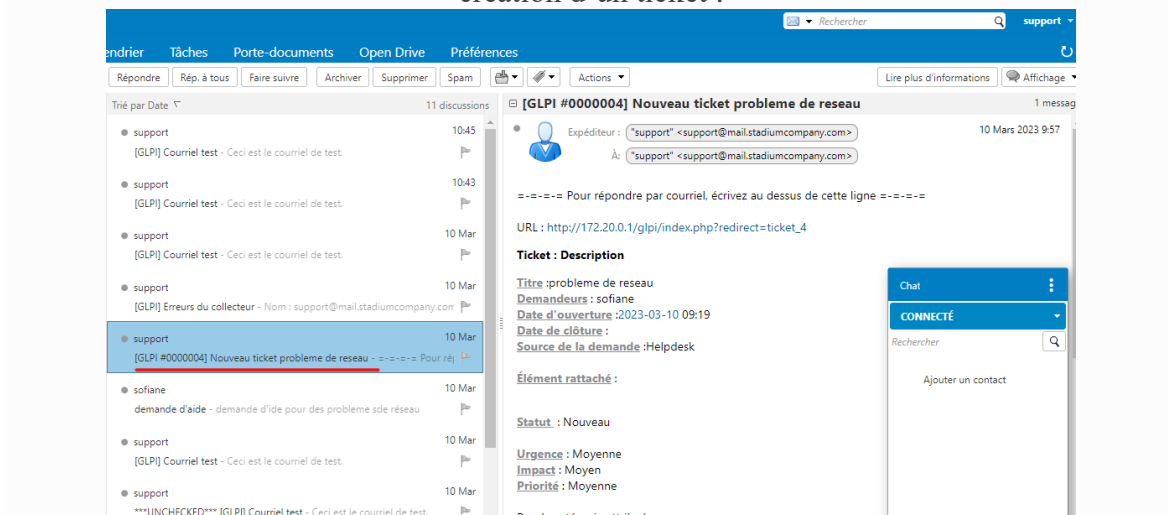 création d'un ticket :
Rechercher support
endrier Tâches Porte-documents Open Drive Préférences
Répondre Rép. à tous Faire suivre Archiver Supprimer Spam Actions Lire plus d'informations Affichage
Trié par Date 11 discussions
support 10:45
[GLPI] Courriel test - Ceci est le courriel de test.
support 10:43
[GLPI] Courriel test - Ceci est le courriel de test.
support 10 Mar
[GLPI] Courriel test - Ceci est le courriel de test.
support 10 Mar
[GLPI] Erreurs du collecteur - Nom : support@mail.stadiumcompany.com
support 10 Mar
[GLPI #0000004] Nouveau ticket probleme de reseau - =-=-=-= Pour rép
sofiane 10 Mar
demande d'aide - demande d'ide pour des probleme sde réseau
support 10 Mar
[GLPI] Courriel test - Ceci est le courriel de test.
support 10 Mar
***UNCHECKED*** [GLPI] Courriel test - Ceci est le courriel de test.
[GLPI #0000004] Nouveau ticket probleme de reseau 1 messag
Expéditeur : "support" <support@mail.stadiumcompany.com> 10 Mars 2023 9:57
À: "support" <support@mail.stadiumcompany.com>
=-=-=-= Pour répondre par courriel, écrivez au dessus de cette ligne =-=-=-=
URL : http://172.20.0.1/glpi/index.php?redirect=ticket_4
Ticket : Description
Titre :probleme de reseau
Demandeurs : sofiane
Date d'ouverture :2023-03-10 09:19
Date de clôture :
Source de la demande :Helpdesk
Élément rattaché :
Statut : Nouveau
Urgence : Moyenne
Impact : Moyen
Priorité : Moyenne
Chat
CONNECTÉ
Rechercher
Ajouter un contact